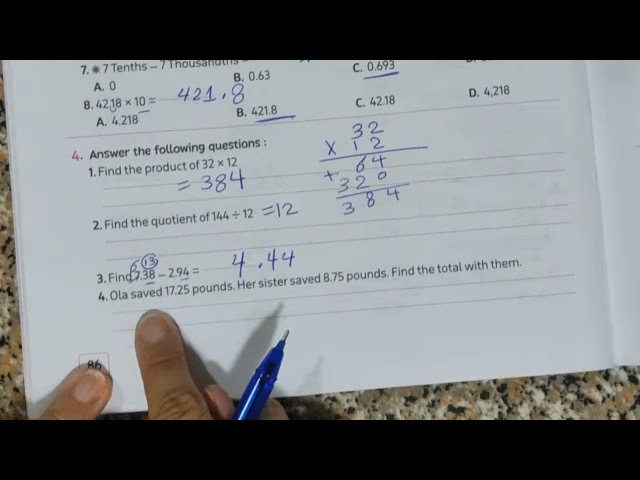 7. ※ 7 Tenths – 7 Thousandths =
A. 0
B. 0.63
C. 0.693
8. 42.18 × 10 = 421.8
A. 4.218
B. 421.8
C. 42.18
D. 4,218
4. Answer the following questions :
1. Find the product of 32 × 12
= 384
32
× 12
64
+ 320
384
2. Find the quotient of 144 ÷ 12 = 12
6 13
3. Find 7.38 – 2.94 = 4.44
4. Ola saved 17.25 pounds. Her sister saved 8.75 pounds. Find the total with them.
86